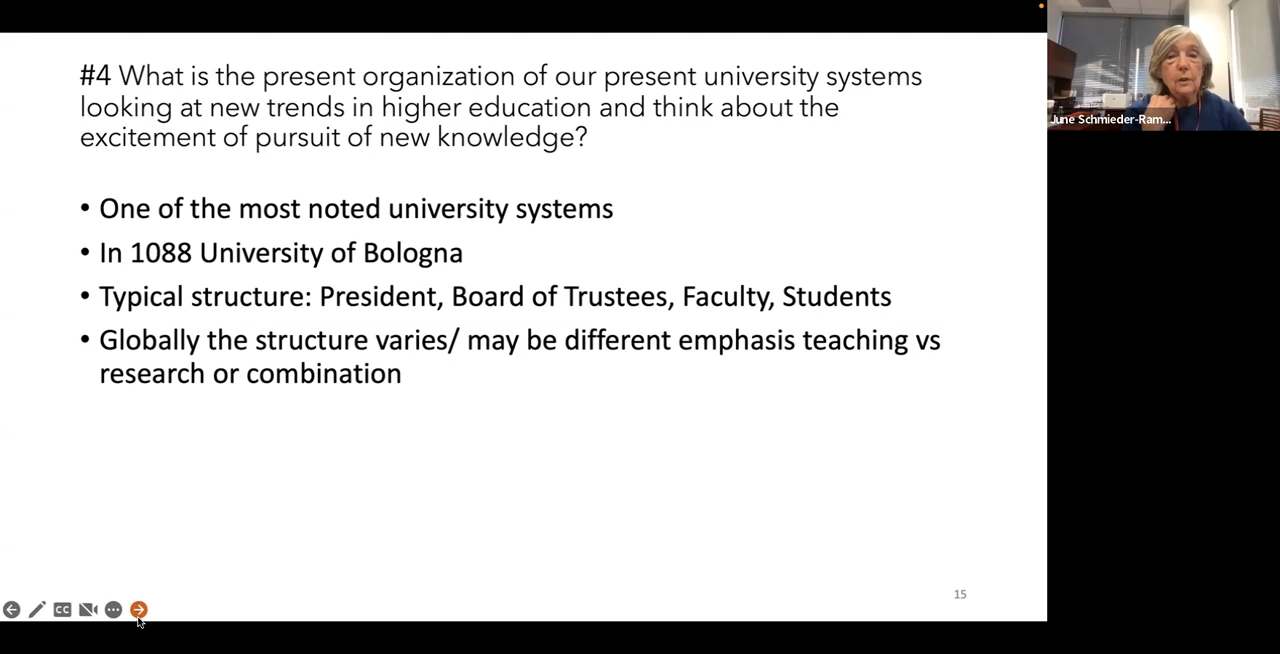 #4 What is the present organization of our present university systems
looking at new trends in higher education and think about the
excitement of pursuit of new knowledge?
• One of the most noted university systems
• In 1088 University of Bologna
• Typical structure: President, Board of Trustees, Faculty, Students
• Globally the structure varies/ may be different emphasis teaching vs
research or combination
15
CC
June Schmieder-Ram...